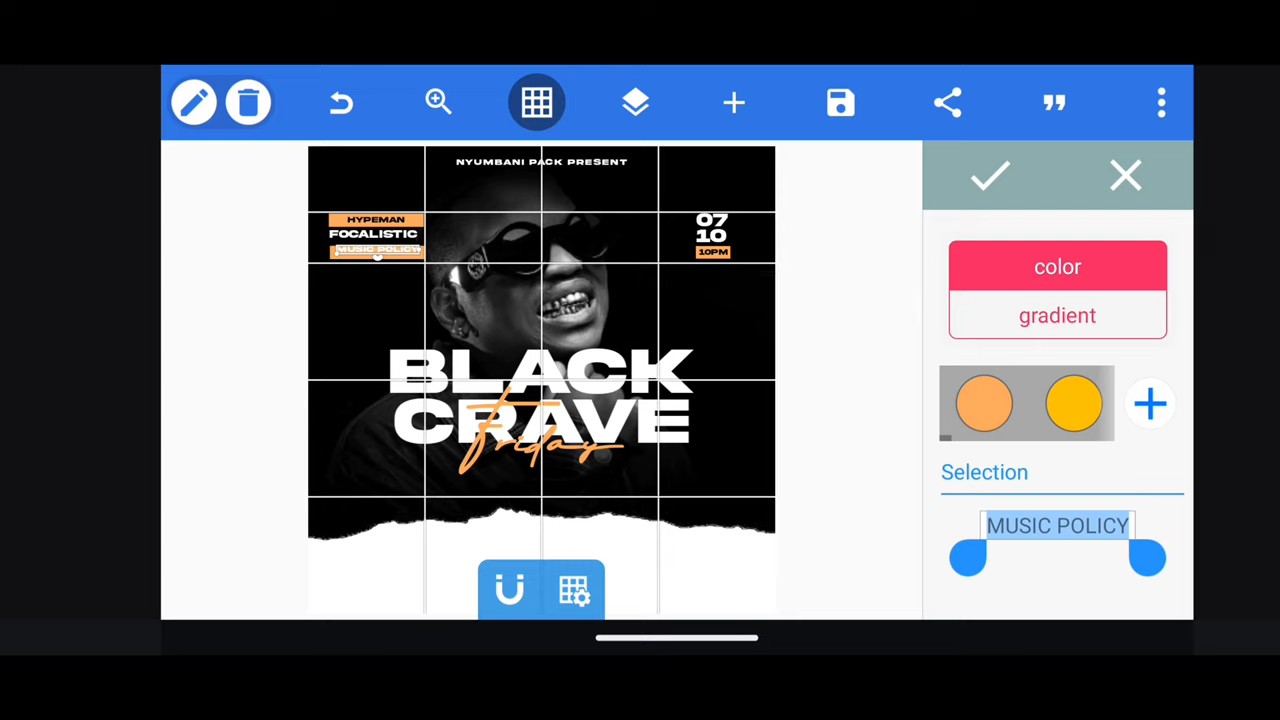 NYUMBANI PACK PRESENT
HYPEMAN
FOCALISTIC
MUSIC POLICY
07
10
10PM
BLACK
CRAVE
Friday
color
gradient
Selection
MUSIC POLICY